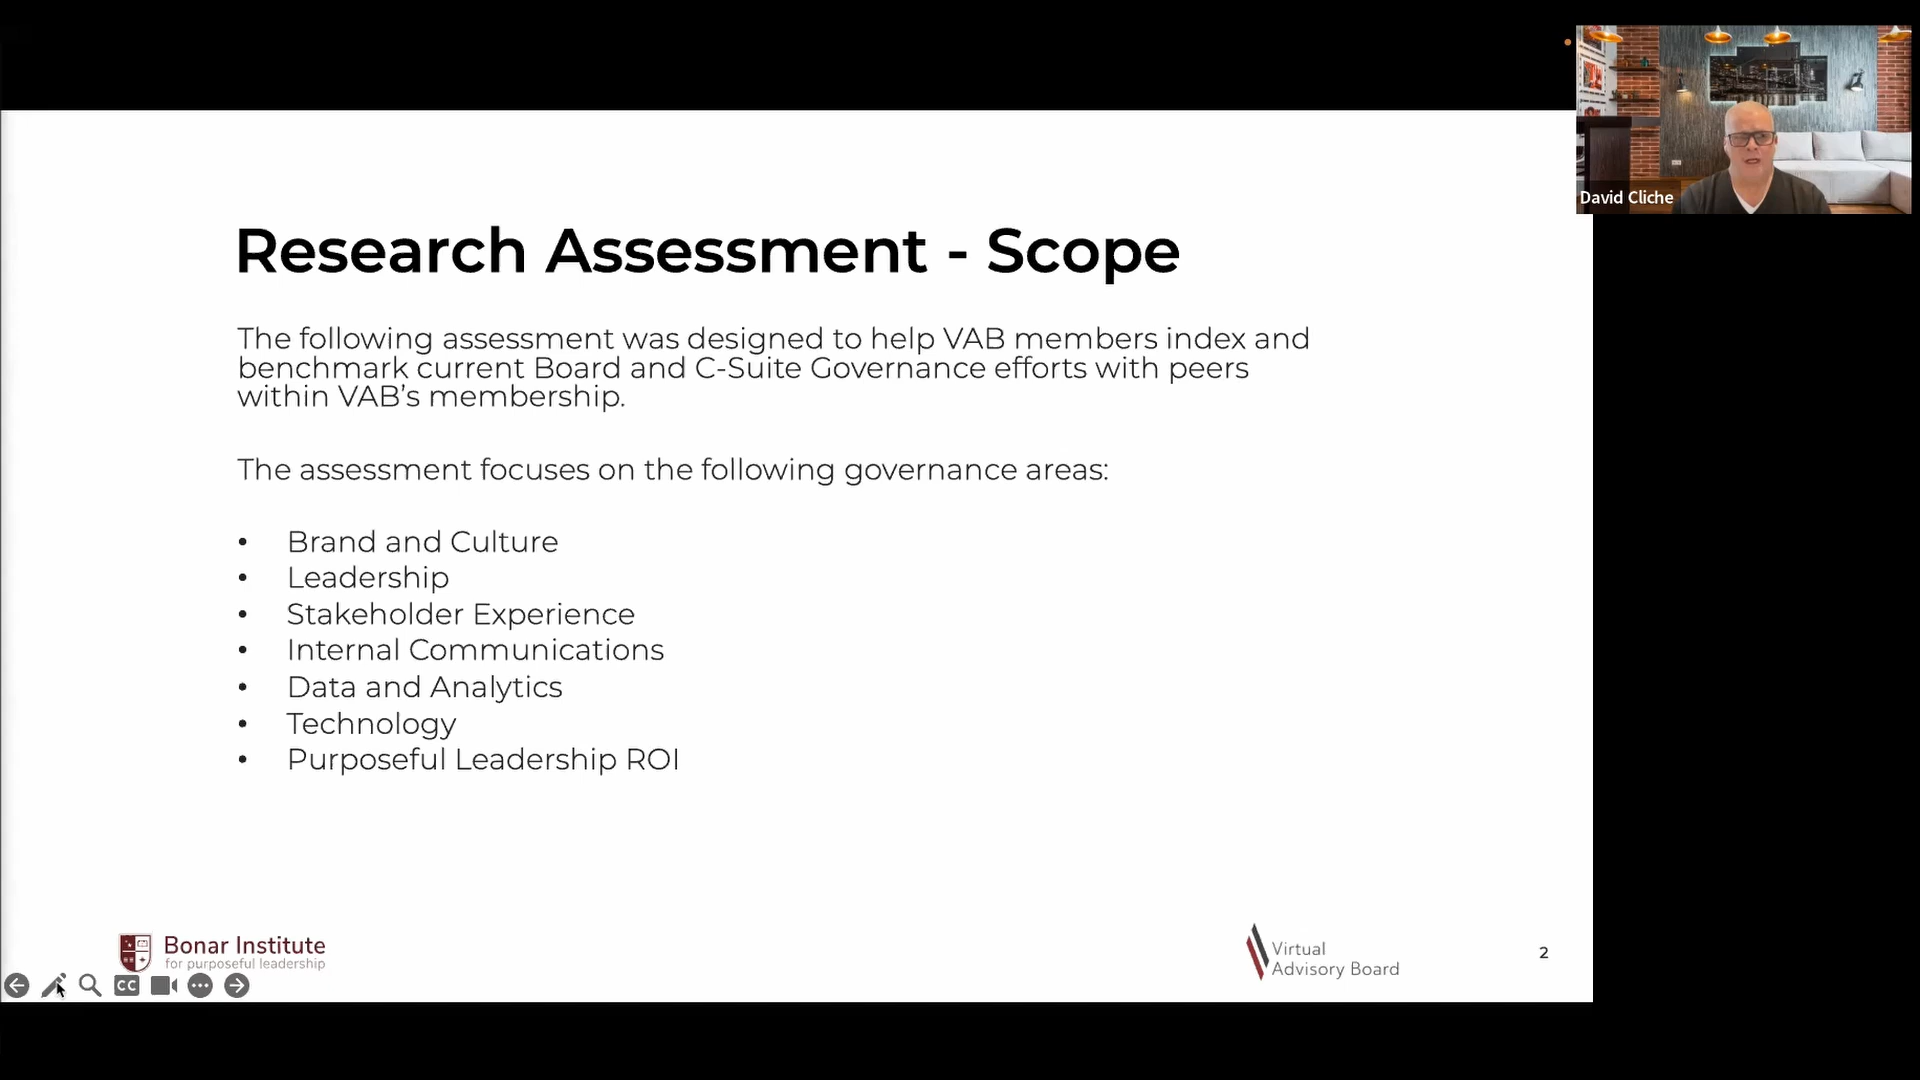 David Cliche
Research Assessment - Scope
The following assessment was designed to help VAB members index and
benchmark current Board and C-Suite Governance efforts with peers
within VAB’s membership.
The assessment focuses on the following governance areas:
• Brand and Culture
• Leadership
• Stakeholder Experience
• Internal Communications
• Data and Analytics
• Technology
• Purposeful Leadership ROI
Bonar Institute
for purposeful leadership
Virtual
Advisory Board
2
CC